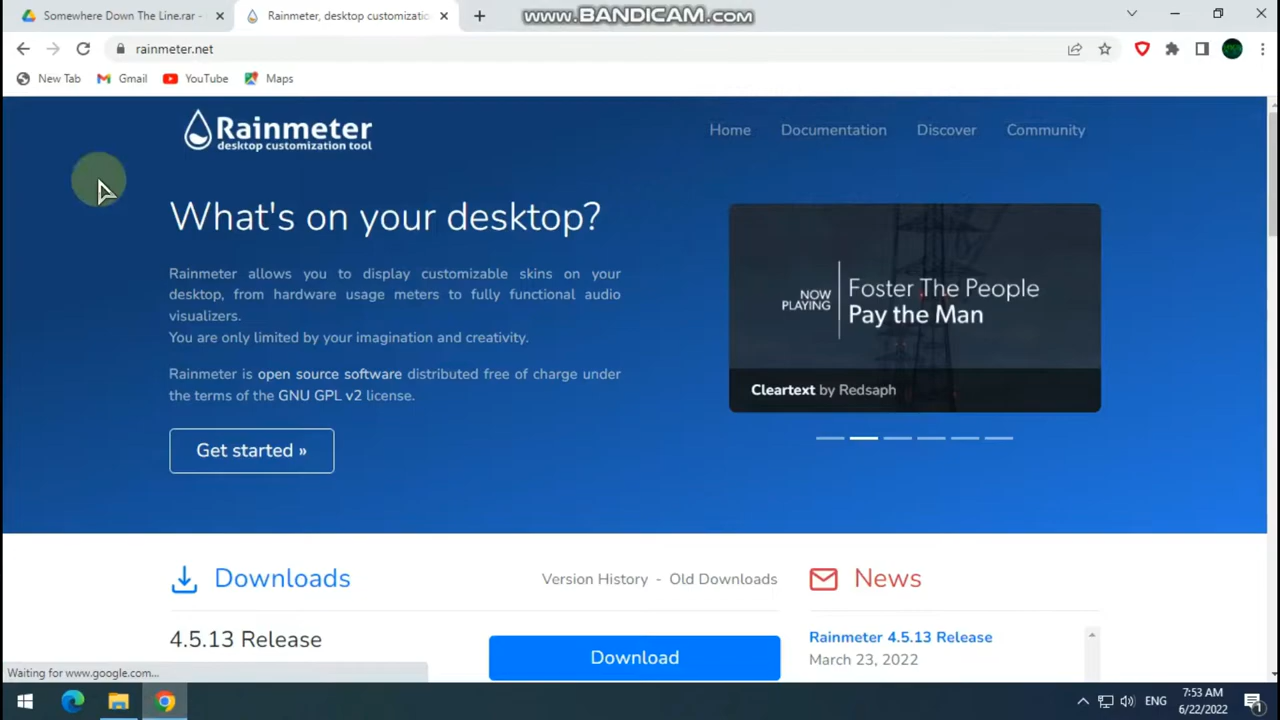 Somewhere Down The Line.rar -
Rainmeter, desktop customizatio
www.BANDICAM.com
rainmeter.net
New Tab
Gmail
YouTube
Maps
Rainmeter
desktop customization tool
Home
Documentation
Discover
Community
What's on your desktop?
Rainmeter allows you to display customizable skins on your
desktop, from hardware usage meters to fully functional audio
visualizers.
You are only limited by your imagination and creativity.
Rainmeter is open source software distributed free of charge under
the terms of the GNU GPL v2 license.
Get started »
NOW
PLAYING
Foster The People
Pay the Man
Cleartext by Redsaph
Downloads
Version History - Old Downloads
News
4.5.13 Release
Download
Rainmeter 4.5.13 Release
March 23, 2022
Waiting for www.google.com...
ENG
7:53 AM
6/22/2022
1